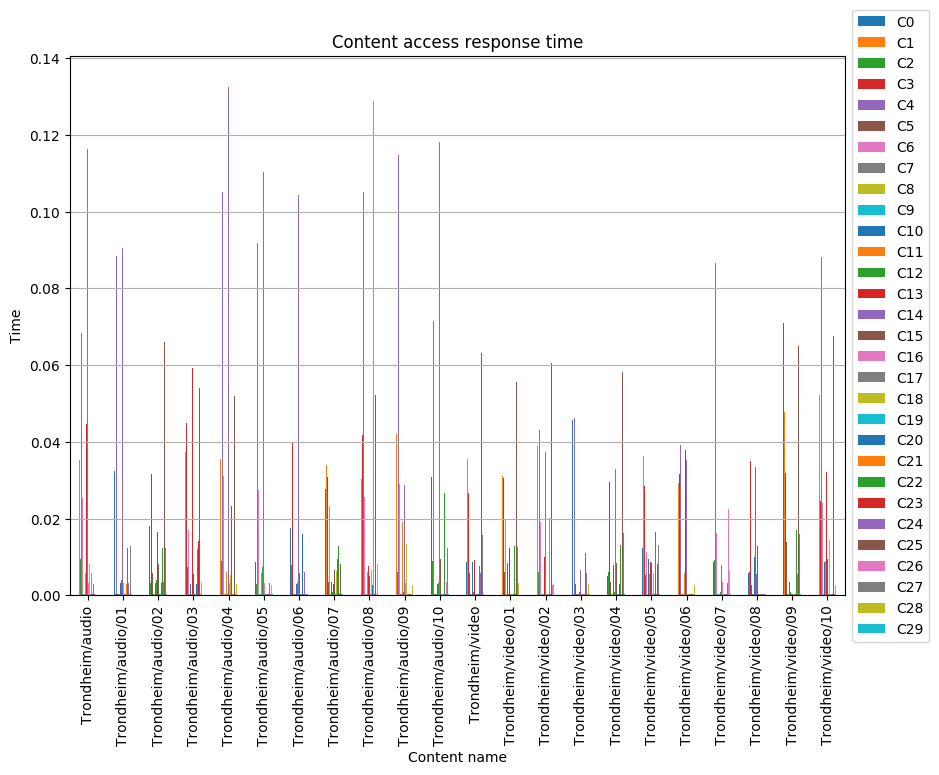 Content access response time
Time
0.14
0.12
0.10
0.08
0.06
0.04
0.02
0.00
Trondheim/audio
Trondheim/audio/01
Trondheim/audio/02
Trondheim/audio/03
Trondheim/audio/04
Trondheim/audio/05
Trondheim/audio/06
Trondheim/audio/07
Trondheim/audio/08
Trondheim/audio/09
Trondheim/audio/10
Trondheim/video
Trondheim/video/01
Trondheim/video/02
Trondheim/video/03
Trondheim/video/04
Trondheim/video/05
Trondheim/video/06
Trondheim/video/07
Trondheim/video/08
Trondheim/video/09
Trondheim/video/10
Content name
C0
C1
C2
C3
C4
C5
C6
C7
C8
C9
C10
C11
C12
C13
C14
C15
C16
C17
C18
C19
C20
C21
C22
C23
C24
C25
C26
C27
C28
C29